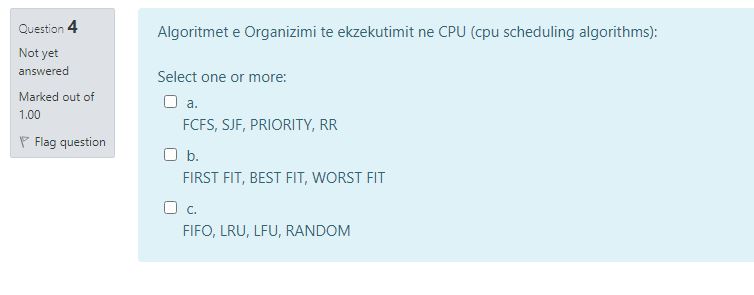 Question 4
Not yet
answered
Marked out of
1.00
Flag question
Algoritmet e Organizimi te ekzekutimit ne CPU (cpu scheduling algorithms):
Select one or more:
a.
FCFS, SJF, PRIORITY, RR
b.
FIRST FIT, BEST FIT, WORST FIT
c.
FIFO, LRU, LFU, RANDOM